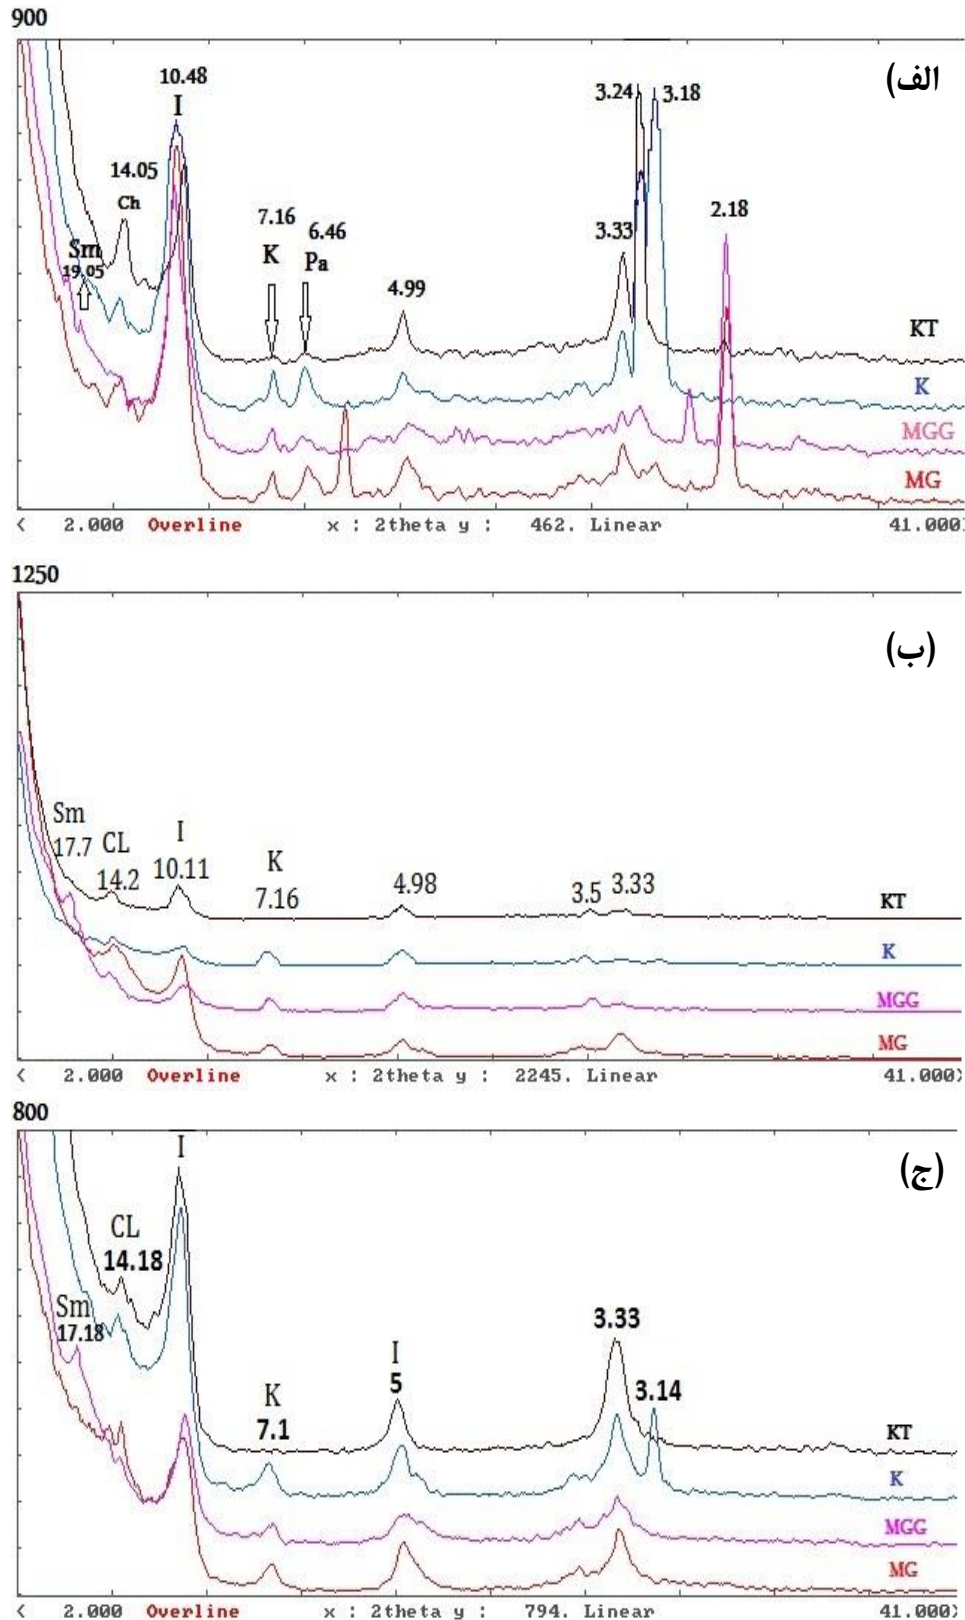 900
الف)
10.48
I
3.24
3.18
14.05
Ch
7.16
K
6.46
Pa
3.33
2.18
Sm
19.05
4.99
KT
K
MGG
MG
< 2.000 Overline x : 2theta y : 462. Linear 41.000>
1250
(ب)
Sm
17.7
CL
14.2
I
10.11
K
7.16
4.98
3.5
3.33
KT
K
MGG
MG
< 2.000 Overline x : 2theta y : 2245. Linear 41.000>
800
(ج)
I
CL
14.18
Sm
17.18
3.33
I
5
K
7.1
3.14
KT
K
MGG
MG
< 2.000 Overline x : 2theta y : 794. Linear 41.000>